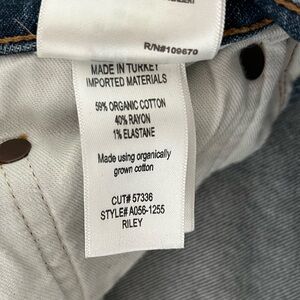 R/N#109670
MADE IN TURKEY
IMPORTED MATERIALS
59% ORGANIC COTTON
40% RAYON
1% ELASTANE
Made using organically
grown cotton
CUT# 57336
STYLE# A056-1255
RILEY